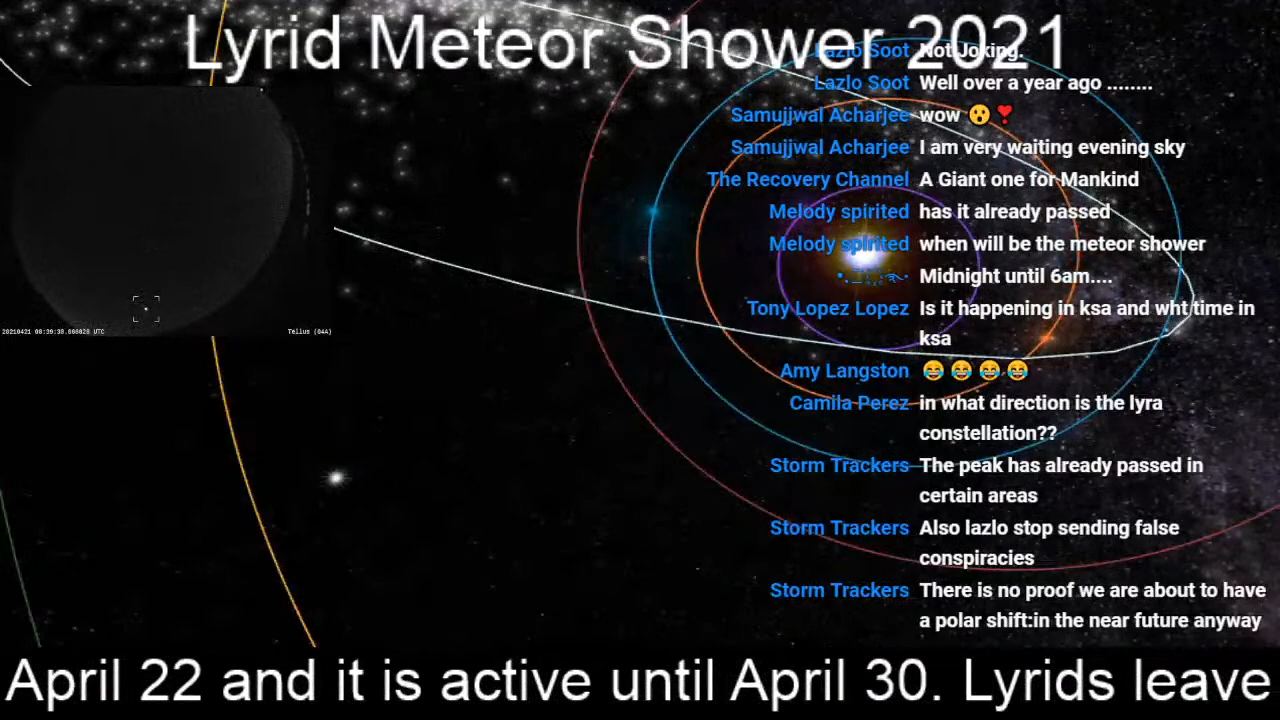 Lyrid Meteor Shower 2021
Lazlo Soot Not Joking.
Lazlo Soot Well over a year ago ........
Samujjwal Acharjee wow 😮❣️
Samujjwal Acharjee I am very waiting evening sky
The Recovery Channel A Giant one for Mankind
Melody spirited has it already passed
Melody spirited when will be the meteor shower
Midnight until 6am....
Tony Lopez Lopez Is it happening in ksa and wht time in
ksa
Amy Langston 😂😂😂😂
Camila Perez in what direction is the lyra
constellation??
Storm Trackers The peak has already passed in
certain areas
Storm Trackers Also lazlo stop sending false
conspiracies
Storm Trackers There is no proof we are about to have
a polar shift:in the near future anyway
Tellus (04A)
April 22 and it is active until April 30. Lyrids leave